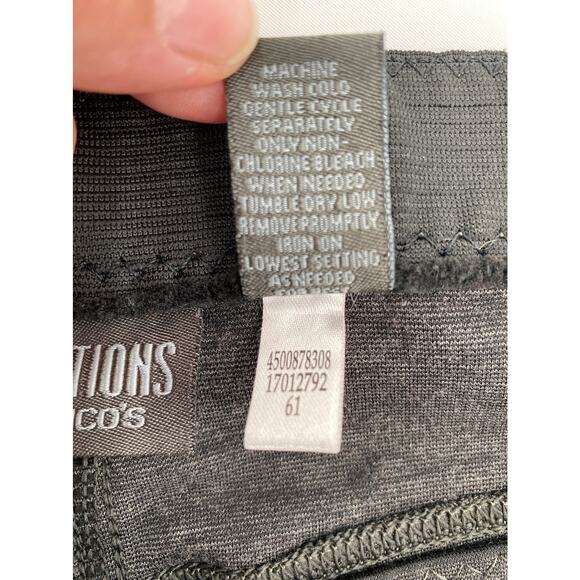 MACHINE
WASH COLD
GENTLE CYCLE
SEPARATELY
ONLY NON-
CHLORINE BLEACH
WHEN NEEDED
TUMBLE DRY LOW
REMOVE PROMPTLY
IRON ON
LOWEST SETTING
AS NEEDED
TIONS
ICO'S
4500878308
17012792
61